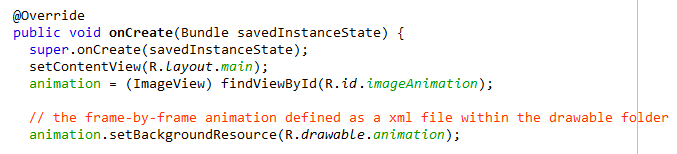 @Override
public void onCreate(Bundle savedInstanceState) {
super.onCreate(savedInstanceState);
setContentView(R.layout.main);
animation = (ImageView) findViewById(R.id.imageAnimation);
// the frame-by-frame animation defined as a xml file within the drawable folder
animation.setBackgroundResource(R.drawable.animation);